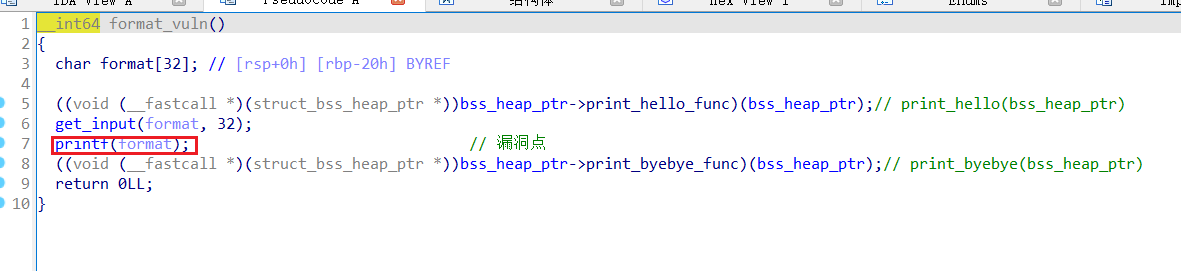 IDA View A Pseudocode A 结构体 Hex View 1 Enums Imp
1 __int64 format_vuln()
2 {
3 char format[32]; // [rsp+0h] [rbp-20h] BYREF
4
5 ((void (__fastcall *)(struct_bss_heap_ptr *))bss_heap_ptr->print_hello_func)(bss_heap_ptr);// print_hello(bss_heap_ptr)
6 get_input(format, 32);
7 printf(format); // 漏洞点
8 ((void (__fastcall *)(struct_bss_heap_ptr *))bss_heap_ptr->print_byebye_func)(bss_heap_ptr);// print_byebye(bss_heap_ptr)
9 return 0LL;
10 }